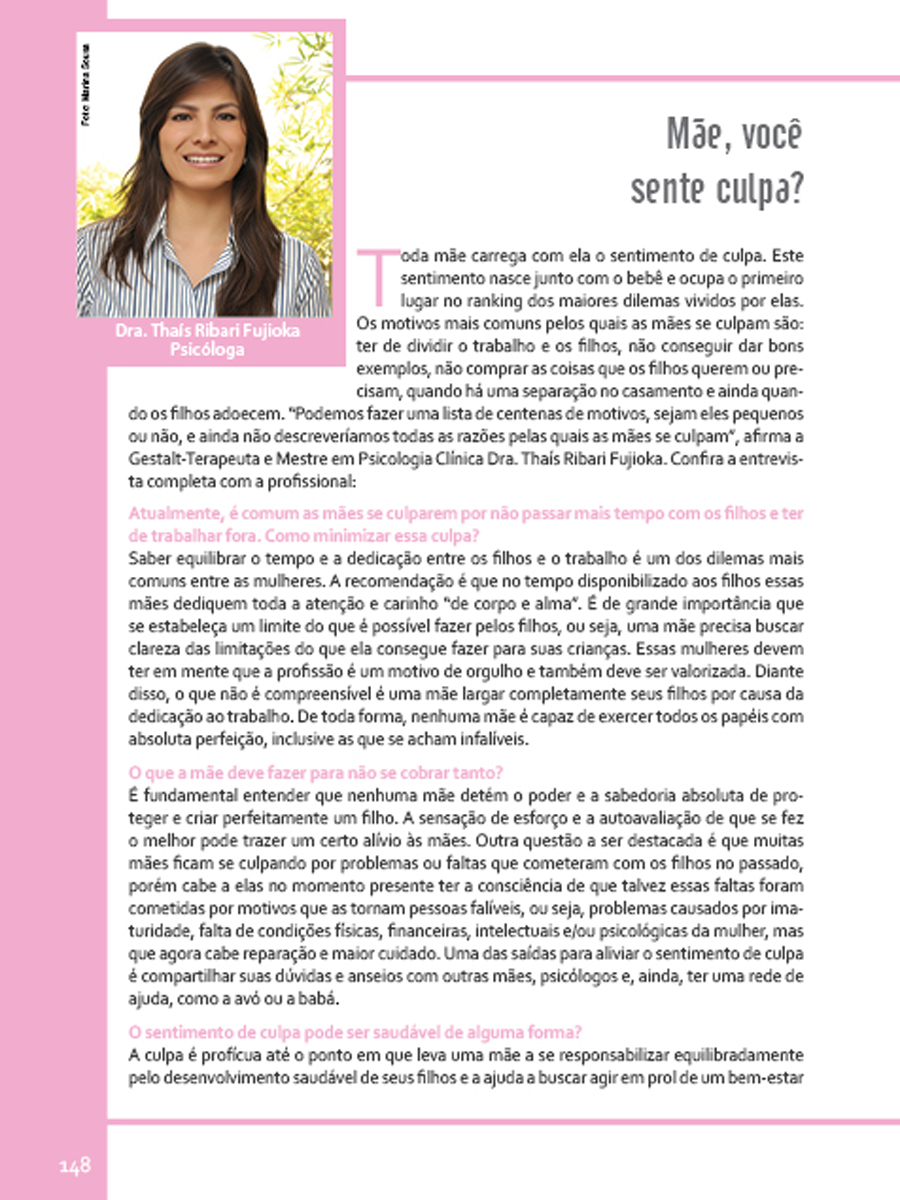 Foto Marina Sousa
Dra. Thaís Ribari Fujioka
Psicóloga
Mãe, você
sente culpa?
Toda mãe carrega com ela o sentimento de culpa. Este
sentimento nasce junto com o bebê e ocupa o primeiro
lugar no ranking dos maiores dilemas vividos por elas.
Os motivos mais comuns pelos quais as mães se culpam são:
ter de dividir o trabalho e os filhos, não conseguir dar bons
exemplos, não comprar as coisas que os filhos querem ou pre-
cisam, quando há uma separação no casamento e ainda quan-
do os filhos adoecem. “Podemos fazer uma lista de centenas de motivos, sejam eles pequenos
ou não, e ainda não descreveríamos todas as razões pelas quais as mães se culpam”, afirma a
Gestalt-Terapeuta e Mestre em Psicologia Clínica Dra. Thaís Ribari Fujioka. Confira a entrevis-
ta completa com a profissional:
Atualmente, é comum as mães se culparem por não passar mais tempo com os filhos e ter
de trabalhar fora. Como minimizar essa culpa?
Saber equilibrar o tempo e a dedicação entre os filhos e o trabalho é um dos dilemas mais
comuns entre as mulheres. A recomendação é que no tempo disponibilizado aos filhos essas
mães dediquem toda a atenção e carinho “de corpo e alma”. É de grande importância que
se estabeleça um limite do que é possível fazer pelos filhos, ou seja, uma mãe precisa buscar
clareza das limitações do que ela consegue fazer para suas crianças. Essas mulheres devem
ter em mente que a profissão é um motivo de orgulho e também deve ser valorizada. Diante
disso, o que não é compreensível é uma mãe largar completamente seus filhos por causa da
dedicação ao trabalho. De toda forma, nenhuma mãe é capaz de exercer todos os papéis com
absoluta perfeição, inclusive as que se acham infalíveis.
O que a mãe deve fazer para não se cobrar tanto?
É fundamental entender que nenhuma mãe detém o poder e a sabedoria absoluta de pro-
teger e criar perfeitamente um filho. A sensação de esforço e a autoavaliação de que se fez
o melhor pode trazer um certo alívio às mães. Outra questão a ser destacada é que muitas
mães ficam se culpando por problemas ou faltas que cometeram com os filhos no passado,
porém cabe a elas no momento presente ter a consciência de que talvez essas faltas foram
cometidas por motivos que as tornam pessoas falíveis, ou seja, problemas causados por ima-
turidade, falta de condições físicas, financeiras, intelectuais e/ou psicológicas da mulher, mas
que agora cabe reparação e maior cuidado. Uma das saídas para aliviar o sentimento de culpa
é compartilhar suas dúvidas e anseios com outras mães, psicólogos e, ainda, ter uma rede de
ajuda, como a avó ou a babá.
O sentimento de culpa pode ser saudável de alguma forma?
A culpa é profícua até o ponto em que leva uma mãe a se responsabilizar equilibradamente
pelo desenvolvimento saudável de seus filhos e a ajuda a buscar agir em prol de um bem-estar
148